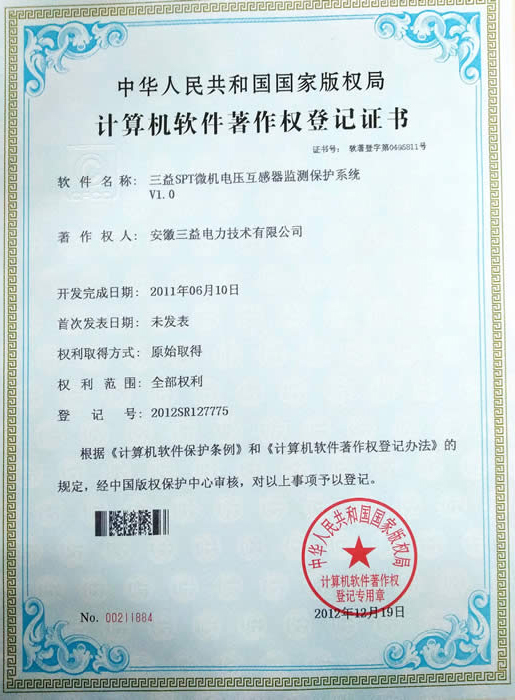 中华人民共和国国家版权局
计算机软件著作权登记证书
证书号： 软著登字第0495811号
软件名称： 三益SPT微机电压互感器监测保护系统
V1.0
著作权人： 安徽三益电力技术有限公司
开发完成日期： 2011年06月10日
首次发表日期： 未发表
权利取得方式： 原始取得
权利范围： 全部权利
登记号： 2012SR127775
根据《计算机软件保护条例》和《计算机软件著作权登记办法》的
规定，经中国版权保护中心审核，对以上事项予以登记。
中华人民共和国国家版权局
计算机软件著作权
登记专用章
No. 00211884
2012年12月19日